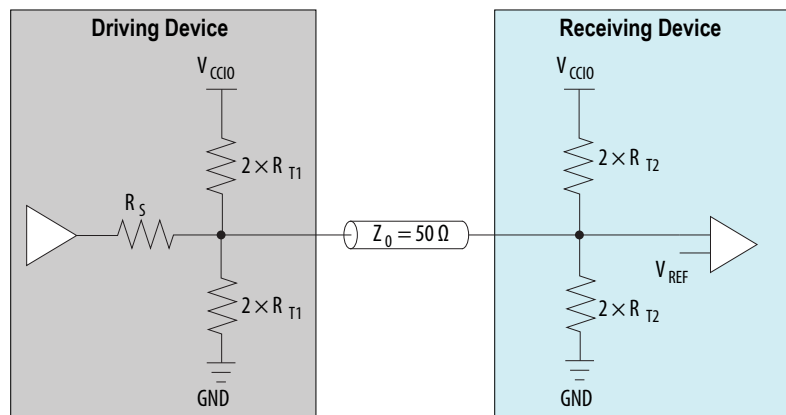 Driving Device
V CCIO
2 × R T1
R S
2 × R T1
GND
Z 0 = 50 Ω
Receiving Device
V CCIO
2 × R T2
V REF
2 × R T2
GND